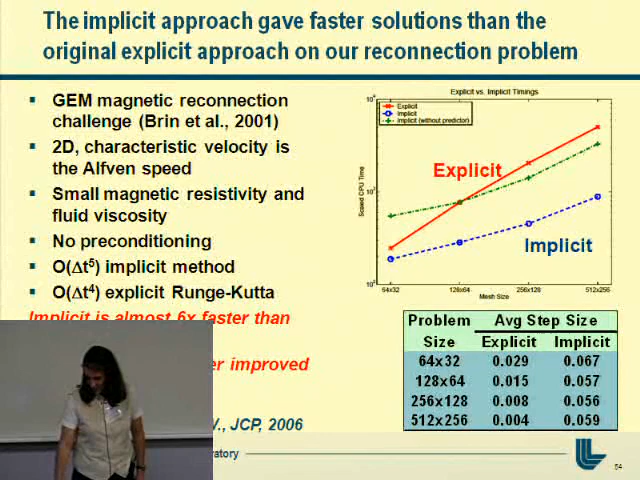 The implicit approach gave faster solutions than the
original explicit approach on our reconnection problem
GEM magnetic reconnection
challenge (Brin et al., 2001)
2D, characteristic velocity is
the Alfven speed
Small magnetic resistivity and
fluid viscosity
No preconditioning
O(Δt⁵) implicit method
O(Δt⁴) explicit Runge-Kutta
Implicit is almost 6x faster than
er improved
., JCP, 2006
oratory
Explicit vs. Implicit Timings
Explicit
Implicit
Implicit (without predictor)
Scaled CPU Time
10⁴
10³
10²
Explicit
Implicit
64x32 128x64 256x128 512x256
Mesh Size
Problem Avg Step Size
Size Explicit Implicit
64x32 0.029 0.067
128x64 0.015 0.057
256x128 0.008 0.056
512x256 0.004 0.059
54